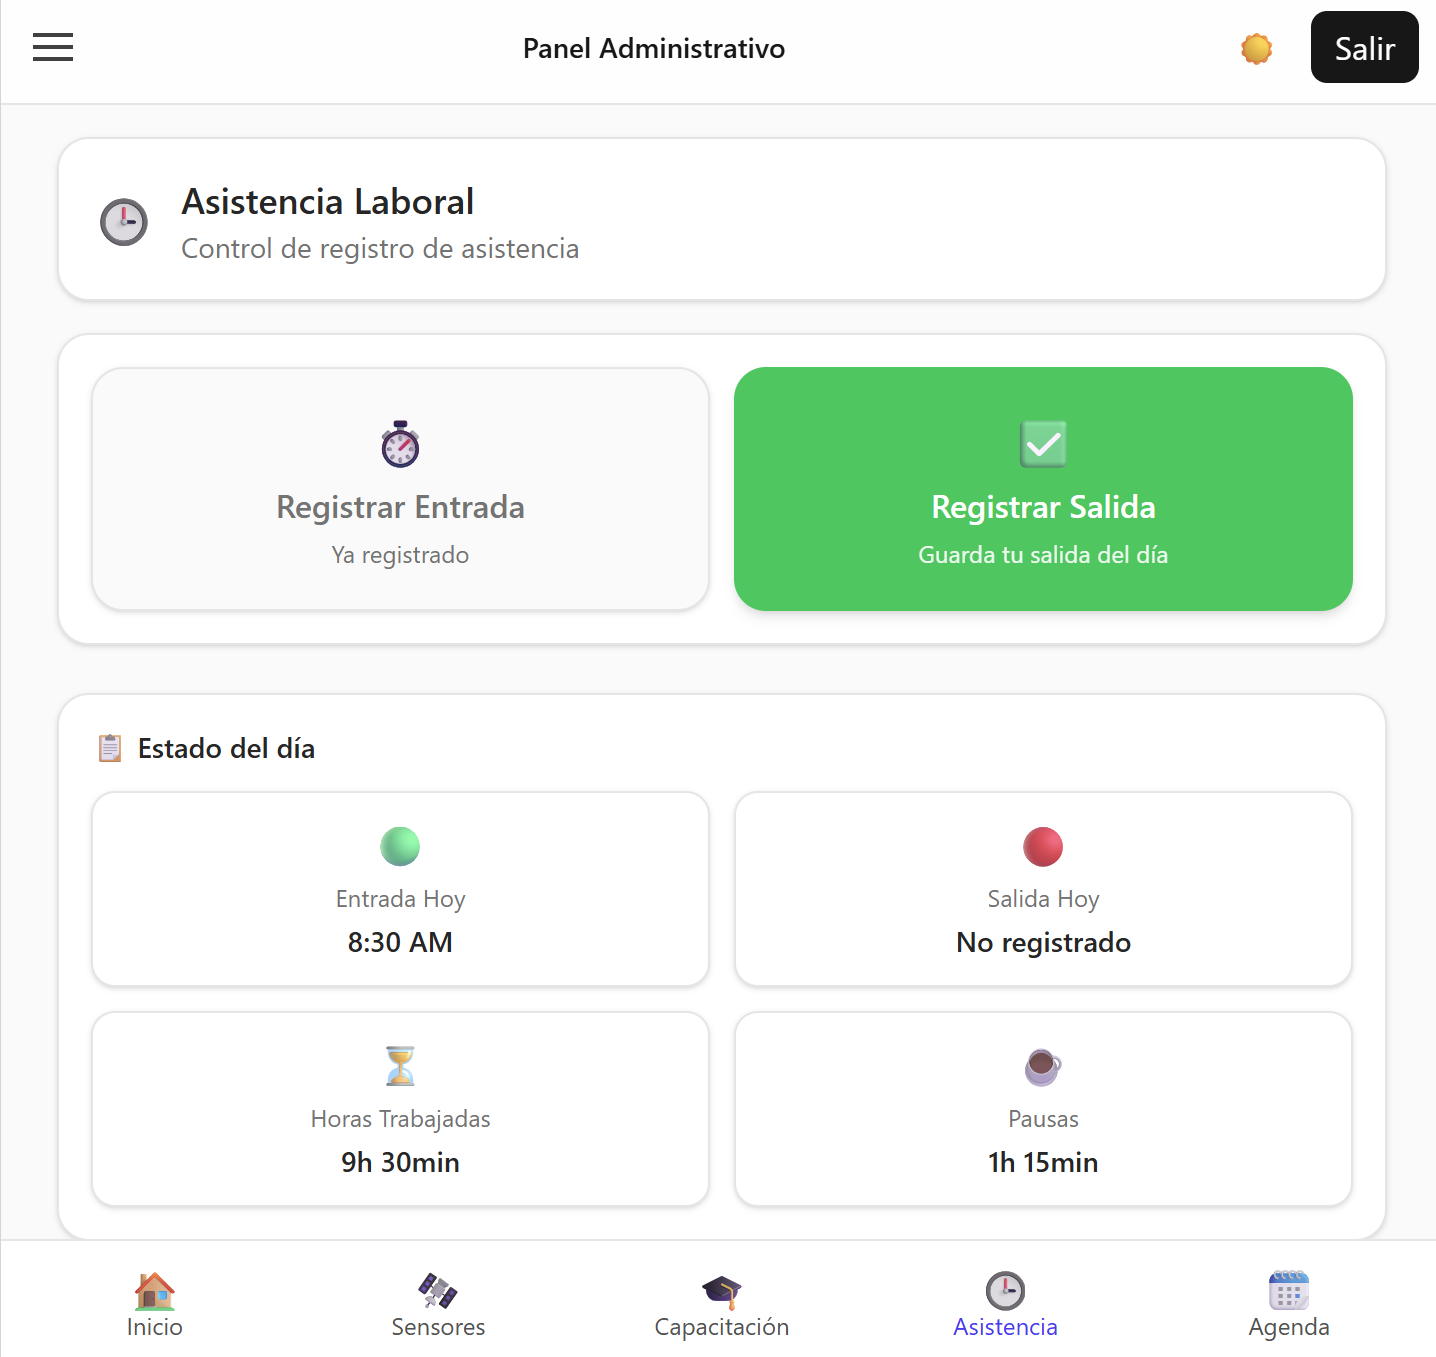 Panel Administrativo
Salir
Asistencia Laboral
Control de registro de asistencia
Registrar Entrada
Ya registrado
Registrar Salida
Guarda tu salida del día
Estado del día
Entrada Hoy
8:30 AM
Salida Hoy
No registrado
Horas Trabajadas
9h 30min
Pausas
1h 15min
Inicio
Sensores
Capacitación
Asistencia
Agenda